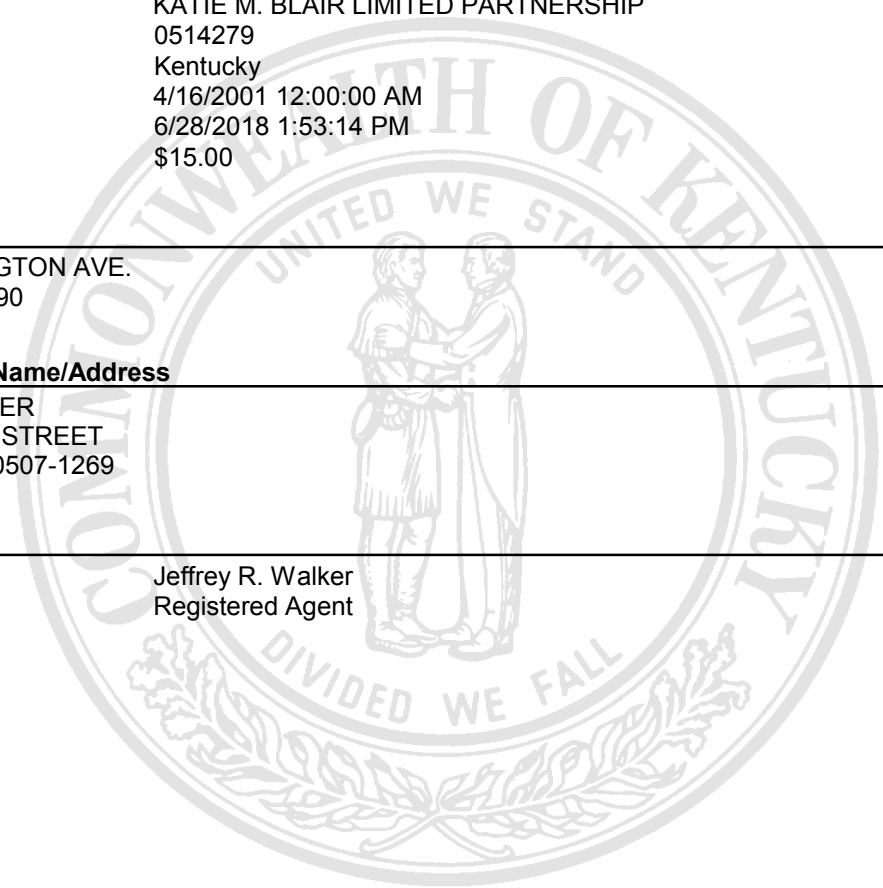 KATIE M. BLAIR LIMITED PARTNERSHIP
0514279
Kentucky
4/16/2001 12:00:00 AM
6/28/2018 1:53:14 PM
$15.00
GTON AVE.
90
Name/Address
ER
STREET
0507-1269
Jeffrey R. Walker
Registered Agent
COMMONWEALTH OF KENTUCKY
UNITED WE STAND
DIVIDED WE FALL